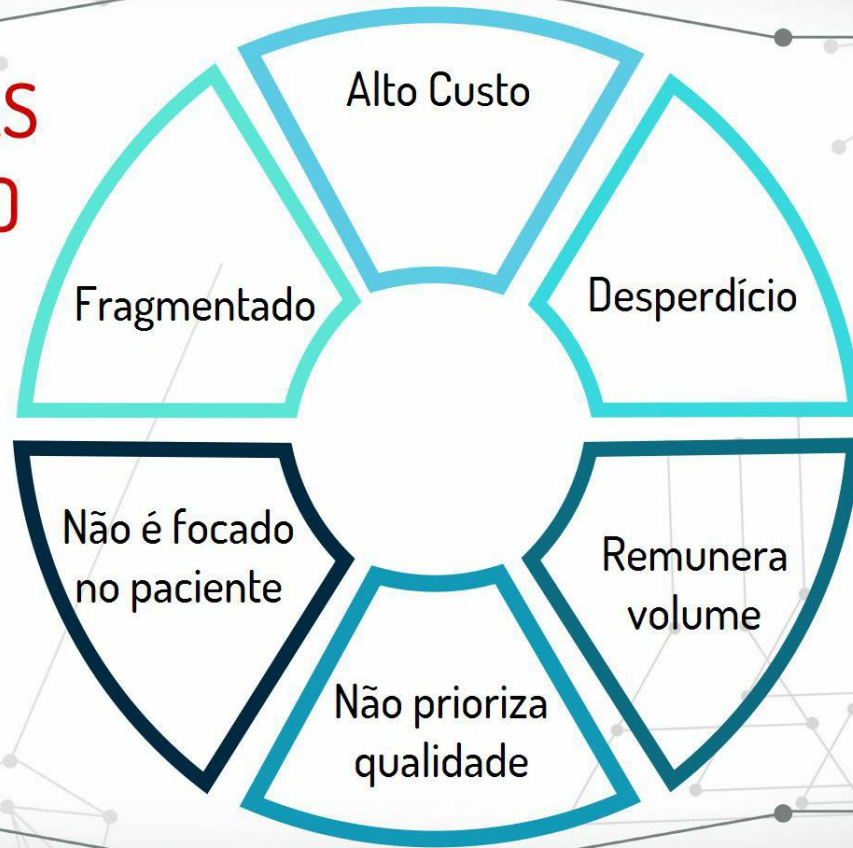 Alto Custo
Desperdício
Remunera
volume
Não prioriza
qualidade
Não é focado
no paciente
Fragmentado